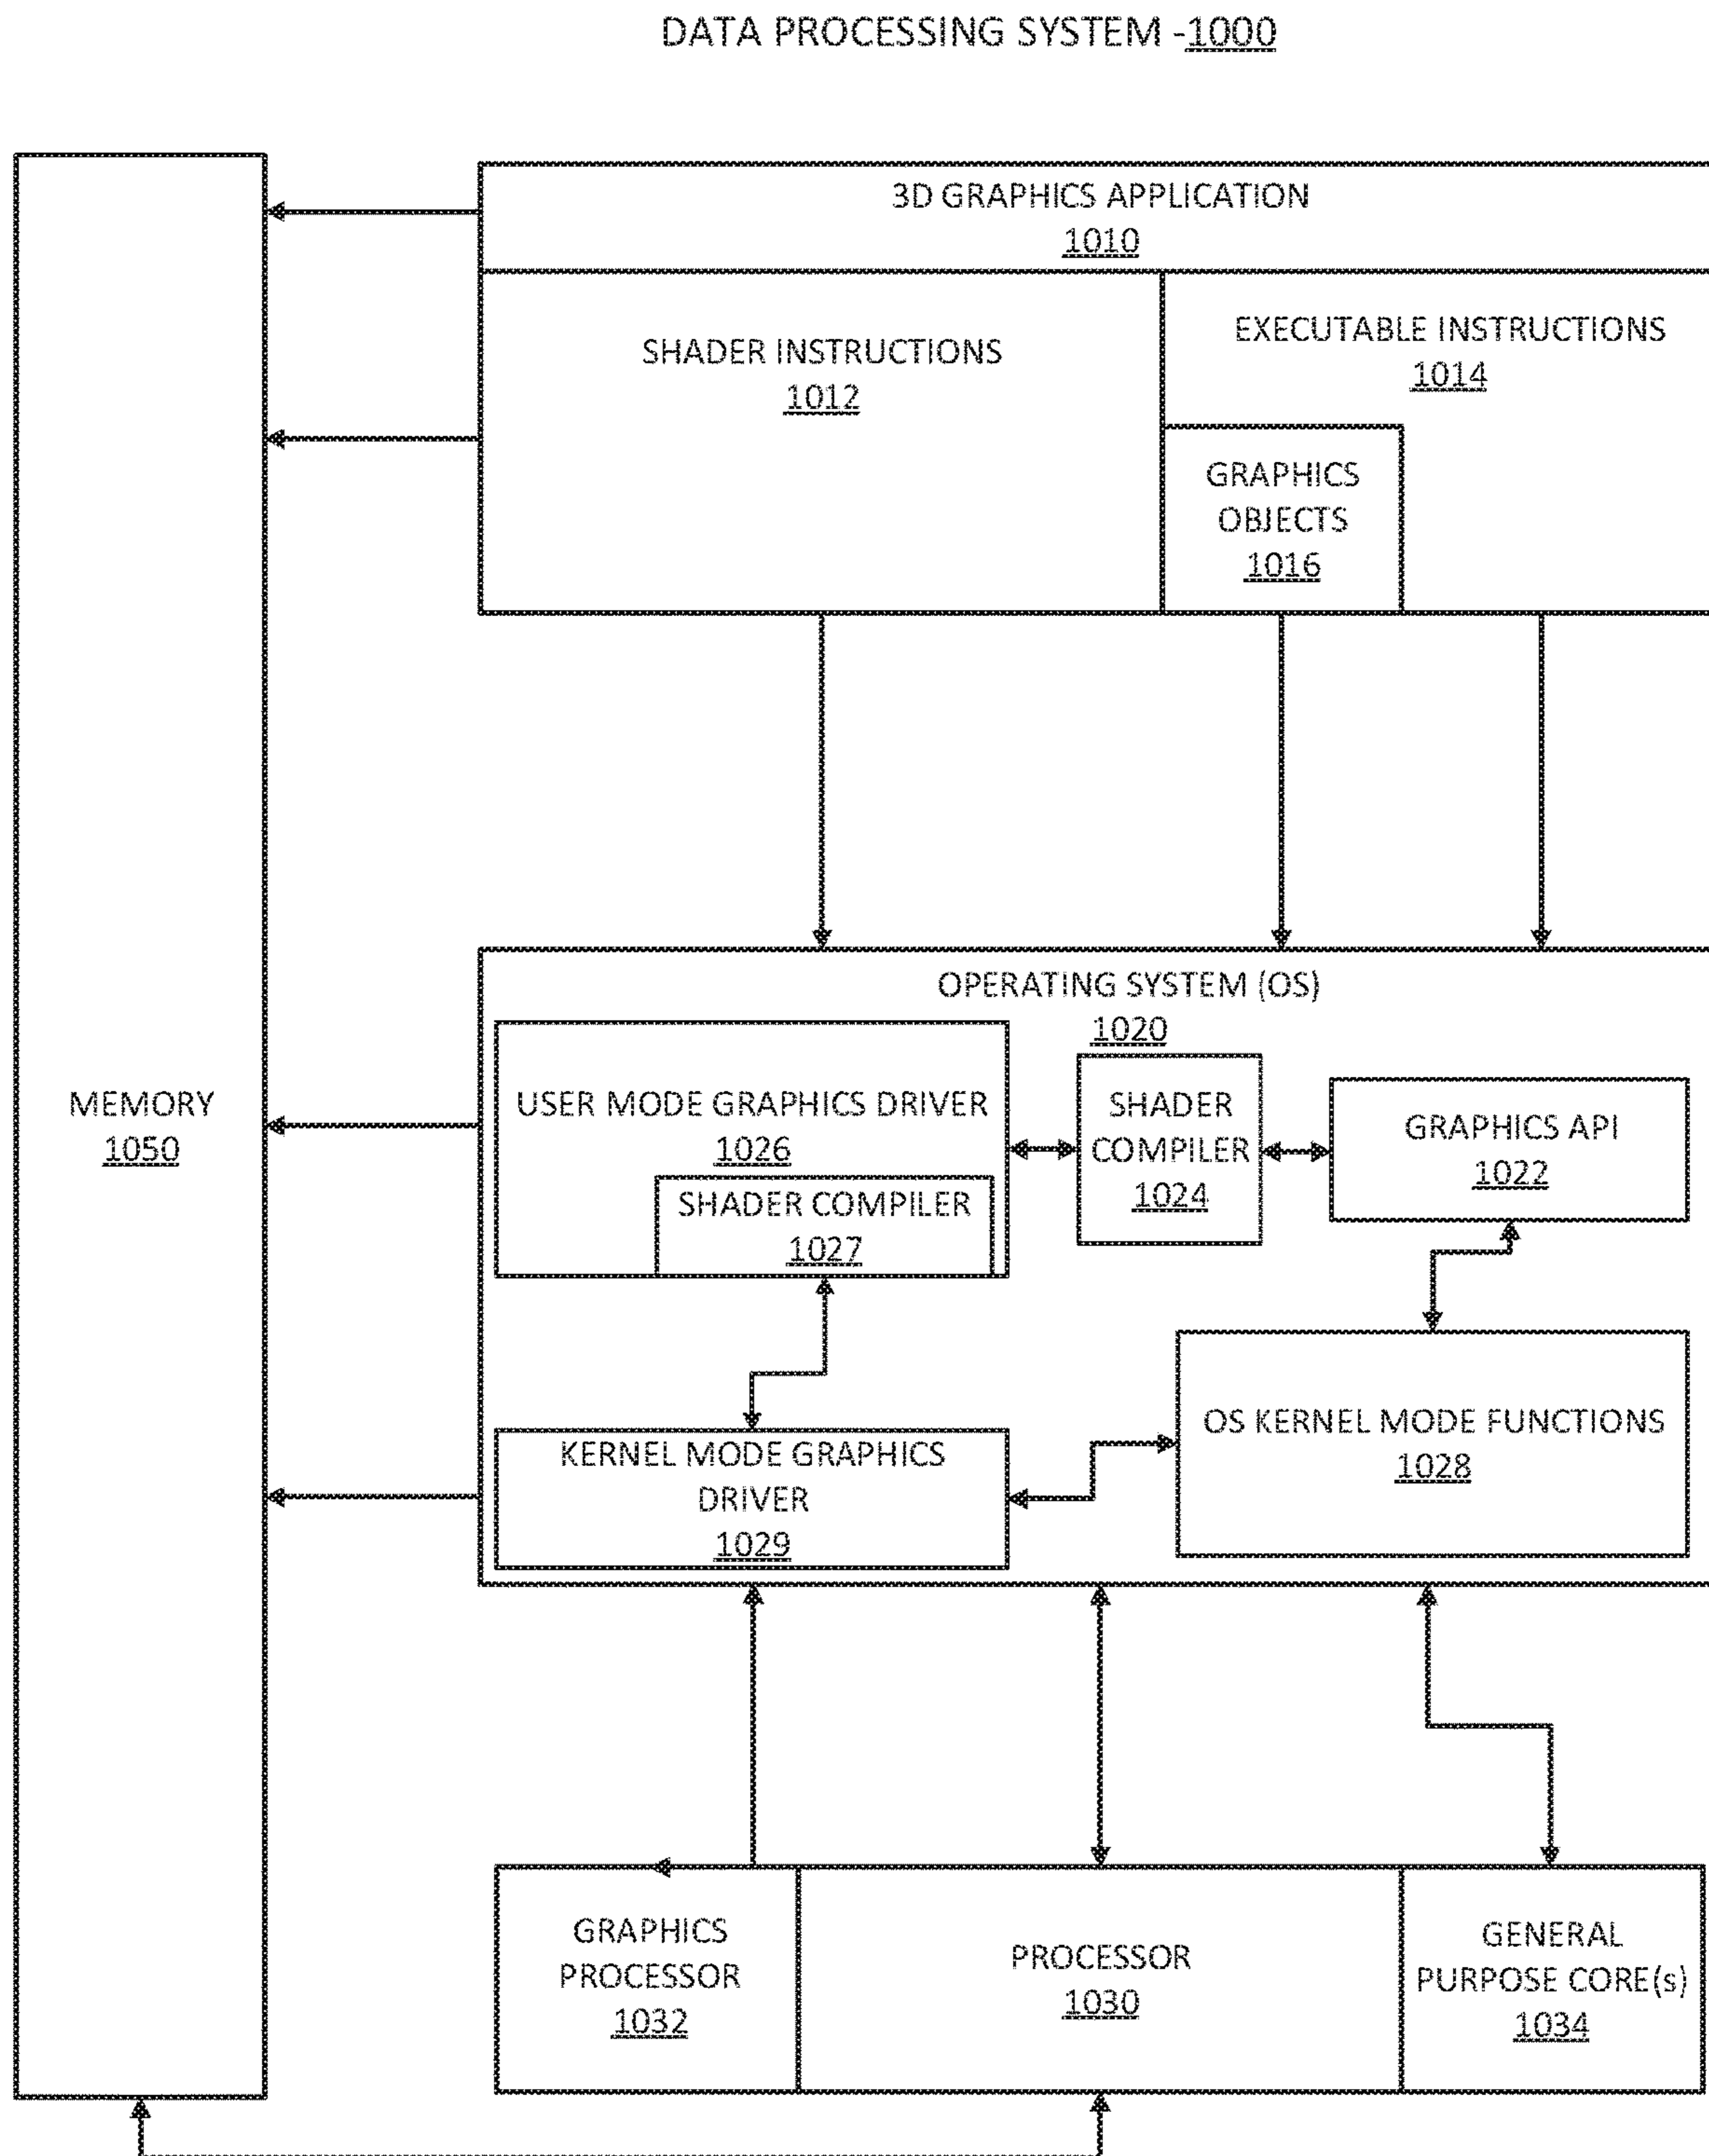 DATA PROCESSING SYSTEM -1000
3D GRAPHICS APPLICATION
1010
SHADER INSTRUCTIONS
1012
EXECUTABLE INSTRUCTIONS
1014
GRAPHICS
OBJECTS
1016
MEMORY
1050
OPERATING SYSTEM (OS)
1020
USER MODE GRAPHICS DRIVER
1026
SHADER COMPILER
1027
SHADER
COMPILER
1024
GRAPHICS API
1022
KERNEL MODE GRAPHICS
DRIVER
1029
OS KERNEL MODE FUNCTIONS
1028
GRAPHICS
PROCESSOR
1032
PROCESSOR
1030
GENERAL
PURPOSE CORE(s)
1034